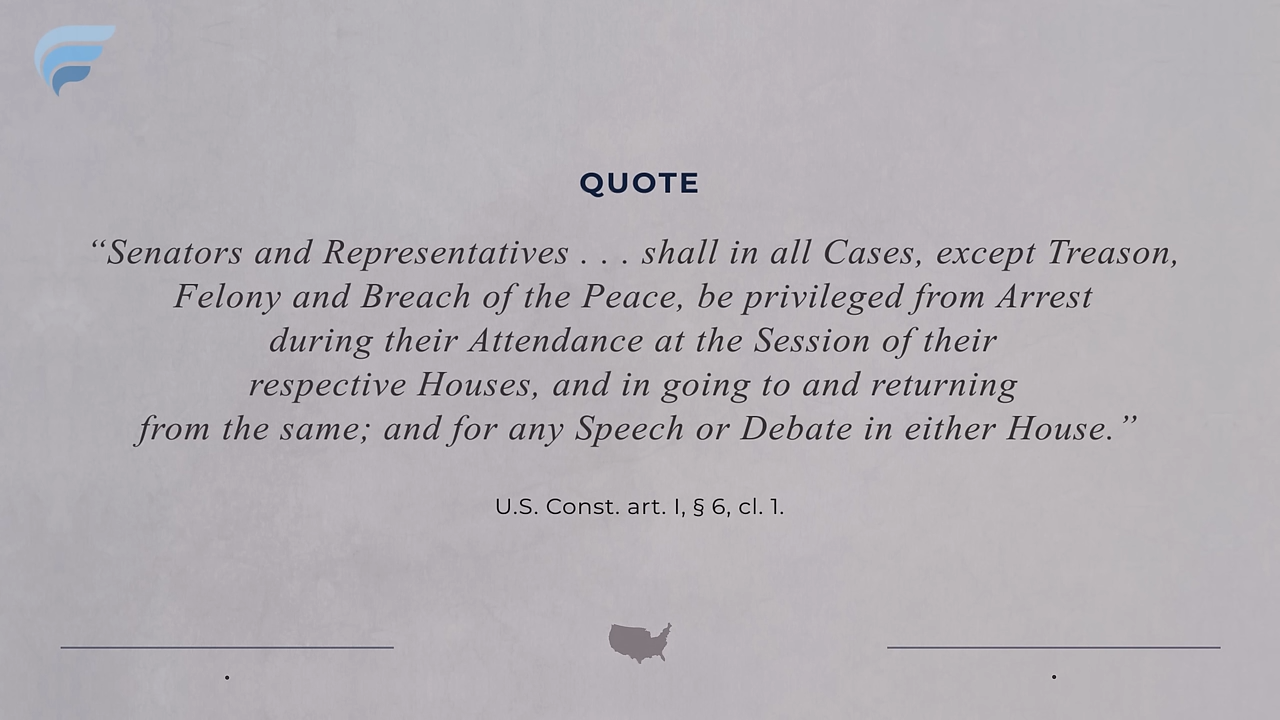 QUOTE
“Senators and Representatives . . . shall in all Cases, except Treason,
Felony and Breach of the Peace, be privileged from Arrest
during their Attendance at the Session of their
respective Houses, and in going to and returning
from the same; and for any Speech or Debate in either House.”
U.S. Const. art. I, § 6, cl. 1.